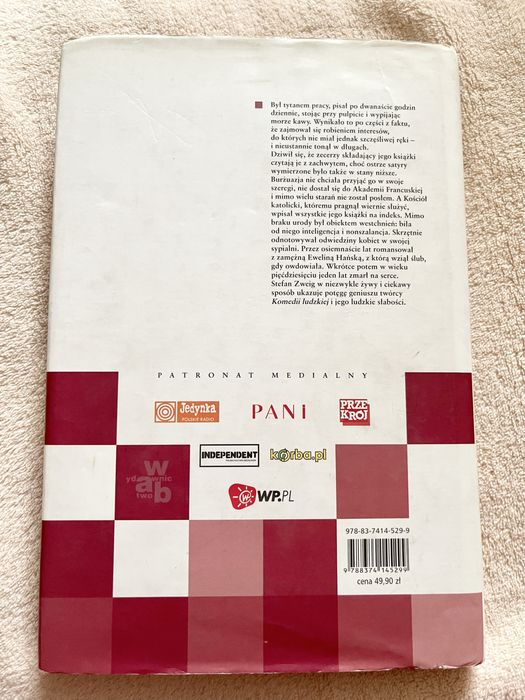 Był tytanem pracy, pisał po dwanaście godzin
dziennie, stojąc przy pulpicie i wypijając
morze kawy. Wynikało to po części z faktu,
że zajmował się robieniem interesów,
do których nie miał jednak szczęśliwej ręki –
i nieustannie tonął w długach.
Dziwił się, że zecerzy składający jego książki
czytają je z zachwytem, choć ostrze satyry
wymierzone było także w stany niższe.
Burżuazja nie chciała przyjąć go w swoje
szeregi, nie dostał się do Akademii Francuskiej
i mimo wielu starań nie został posłem. A Kościół
katolicki, któremu pragnął wiernie służyć,
wpisał wszystkie jego książki na indeks. Mimo
braku urody był obiektem westchnień: biła
od niego inteligencja i nonszalancja. Skrzętnie
odnotowywał odwiedziny kobiet w swojej
sypialni. Przez osiemnaście lat romansował
z zamężną Eweliną Hańską, z którą wziął ślub,
gdy owdowiała. Wkrótce potem w wieku
pięćdziesięciu jeden lat zmarł na serce.
Stefan Zweig w niezwykle żywy i ciekawy
sposób ukazuje potęgę geniuszu twórcy
Komedii ludzkiej i jego ludzkie słabości.
PATRONAT MEDIALNY
Jedynka
POLSKIE RADIO
PANI
PRZE
KRÓJ
INDEPENDENT
korba.pl
w
ydawnic
two
ab
W WP.PL
978-83-7414-529-9
9 788374 145299
cena 49,90 zł